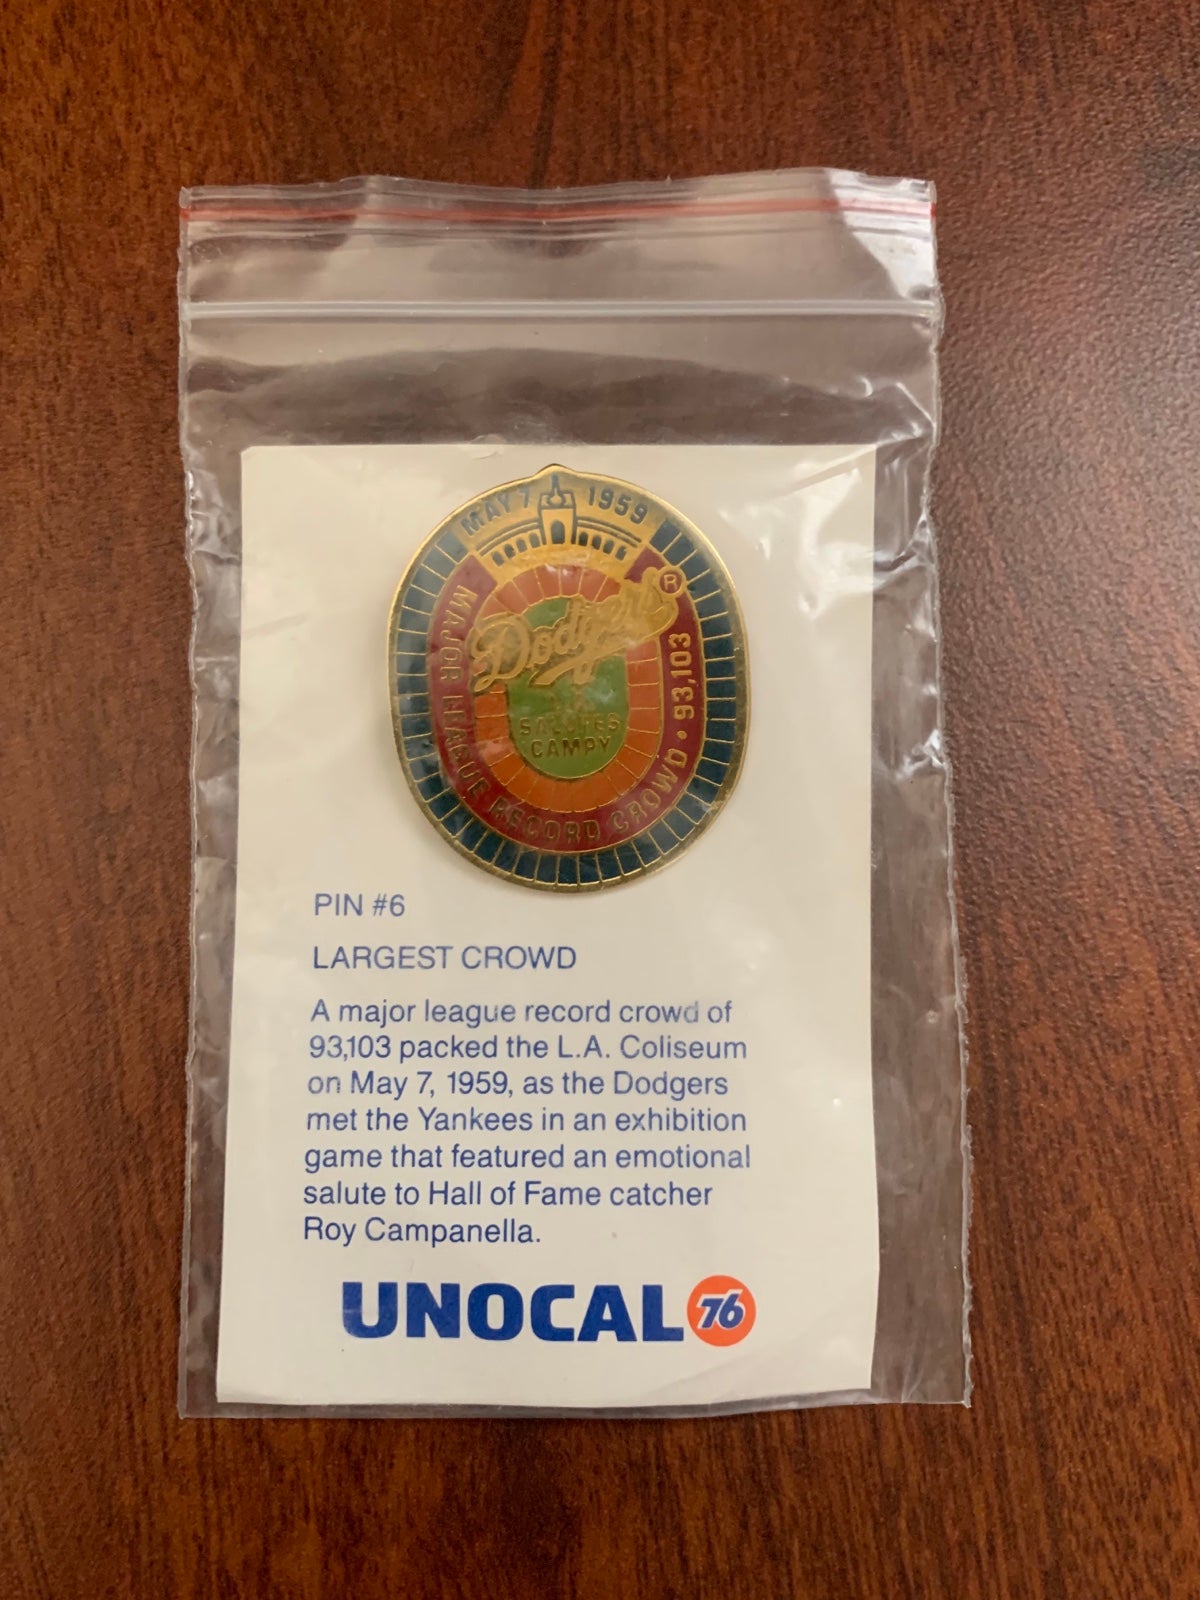 MAY 7 1959
MAJOR LEAGUE RECORD CROWD • 93,103
Dodgers ®
SALUTES
CAMPY
PIN #6
LARGEST CROWD
A major league record crowd of
93,103 packed the L.A. Coliseum
on May 7, 1959, as the Dodgers
met the Yankees in an exhibition
game that featured an emotional
salute to Hall of Fame catcher
Roy Campanella.
UNOCAL 76